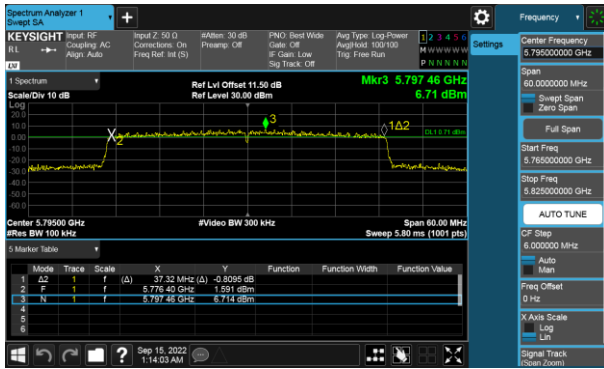 Spectrum Analyzer 1
Swept SA
+
Frequency
KEYSIGHT
RL
Input: RF
Coupling: AC
Align: Auto
Input Z: 50 Ω
Corrections: On
Freq Ref: Int (S)
#Atten: 30 dB
Preamp: Off
PNO: Best Wide
Gate: Off
IF Gain: Low
Sig Track: Off
Avg Type: Log-Power
Avg|Hold: 100/100
Trig: Free Run
1 2 3 4 5 6
M W W W W W
P N N N N N
Settings
1 Spectrum
Scale/Div 10 dB
Ref Lvl Offset 11.50 dB
Ref Level 30.00 dBm
Mkr3 5.797 46 GHz
6.71 dBm
Log
20.0
10.0
0.00
-10.0
-20.0
-30.0
-40.0
-50.0
-60.0
X2
3
1Δ2
DL1 0.71 dBm
Center 5.79500 GHz
#Res BW 100 kHz
#Video BW 300 kHz
Span 60.00 MHz
Sweep 5.80 ms (1001 pts)
5 Marker Table
Mode Trace Scale X Y Function Function Width Function Value
1 Δ2 1 f (Δ) 37.32 MHz (Δ) -0.8095 dB
2 F 1 f 5.776 40 GHz 1.591 dBm
3 N 1 f 5.797 46 GHz 6.714 dBm
4
5
6
Center Frequency
5.795000000 GHz
Span
60.0000000 MHz
Swept Span
Zero Span
Full Span
Start Freq
5.765000000 GHz
Stop Freq
5.825000000 GHz
AUTO TUNE
CF Step
6.000000 MHz
Auto
Man
Freq Offset
0 Hz
X Axis Scale
Log
Lin
Signal Track
(Span Zoom)
?
Sep 15, 2022
1:14:03 AM